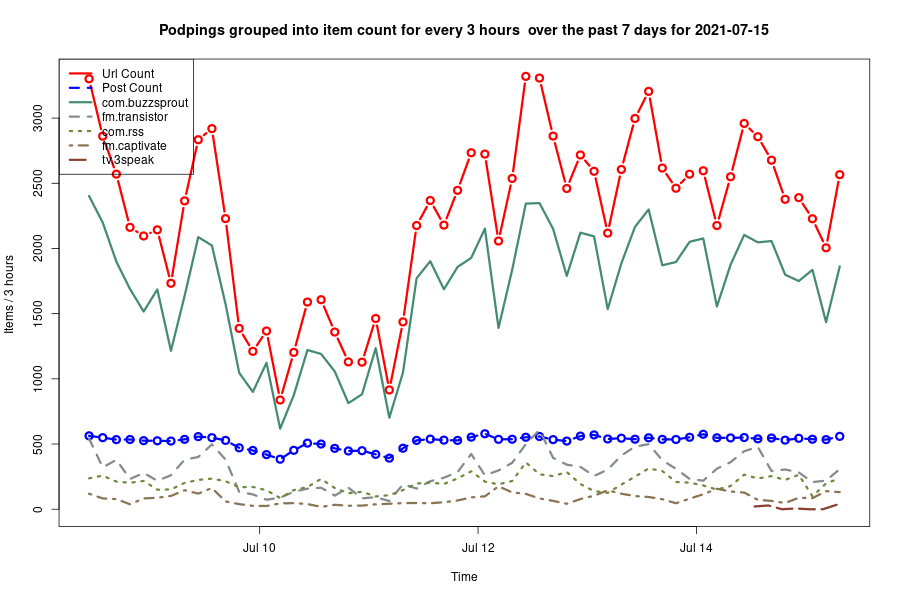 Podpings grouped into item count for every 3 hours  over the past 7 days for 2021-07-15
Url Count
Post Count
com.buzzsprout
fm.transistor
com.rss
fm.captivate
tv.3speak
Items / 3 hours
3000
2500
2000
1500
1000
500
0
Jul 10
Jul 12
Jul 14
Time